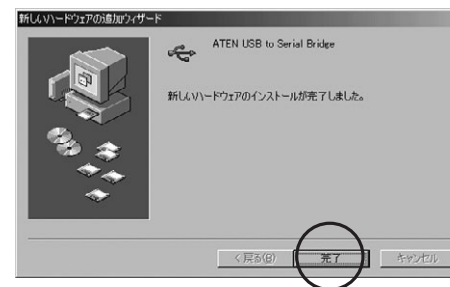 新しいハードウェアの追加ウィザード
ATEN USB to Serial Bridge
新しいハードウェアのインストールが完了しました。
< 戻る(B)
完了
キャンセル